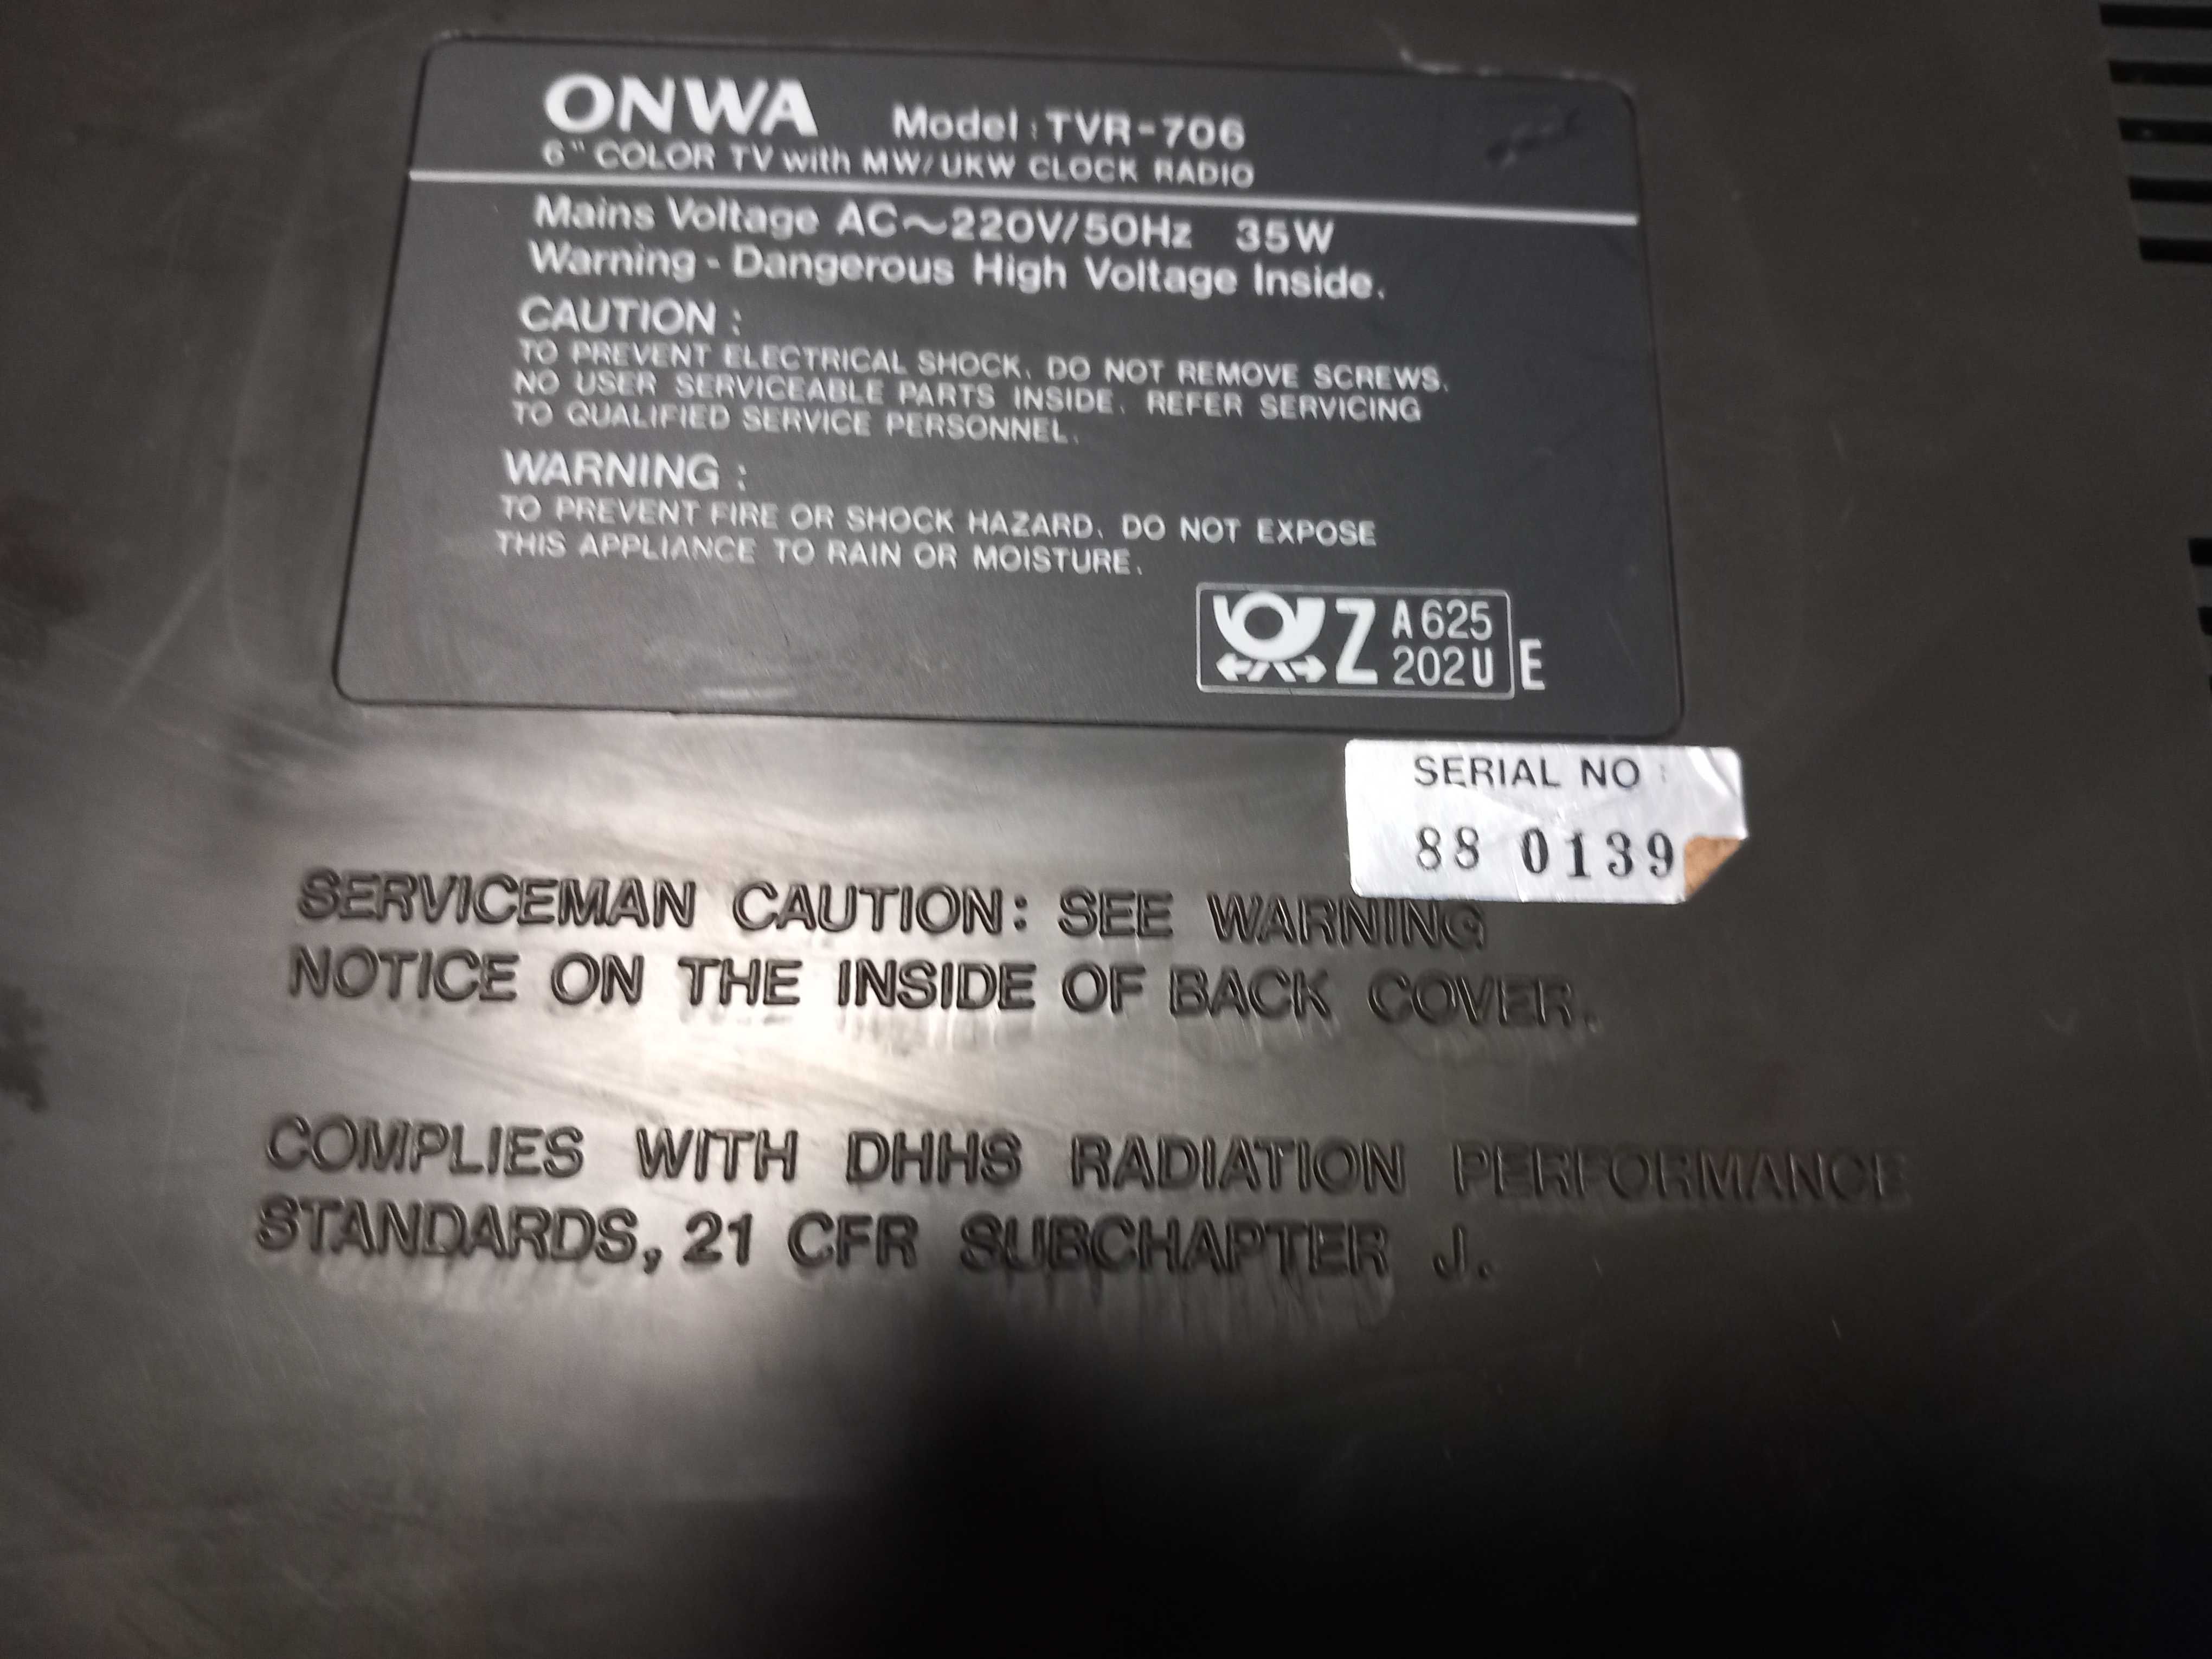 ONWA Model : TVR-706
6" COLOR TV with MW/UKW CLOCK RADIO
Mains Voltage AC~220V/50Hz 35W
Warning - Dangerous High Voltage Inside.
CAUTION :
TO PREVENT ELECTRICAL SHOCK, DO NOT REMOVE SCREWS.
NO USER SERVICEABLE PARTS INSIDE. REFER SERVICING
TO QUALIFIED SERVICE PERSONNEL.
WARNING :
TO PREVENT FIRE OR SHOCK HAZARD, DO NOT EXPOSE
THIS APPLIANCE TO RAIN OR MOISTURE.
Z A625
202U E
SERIAL NO :
88 0139
SERVICEMAN CAUTION: SEE WARNING
NOTICE ON THE INSIDE OF BACK COVER.
COMPLIES WITH DHHS RADIATION PERFORMANCE
STANDARDS, 21 CFR SUBCHAPTER J.